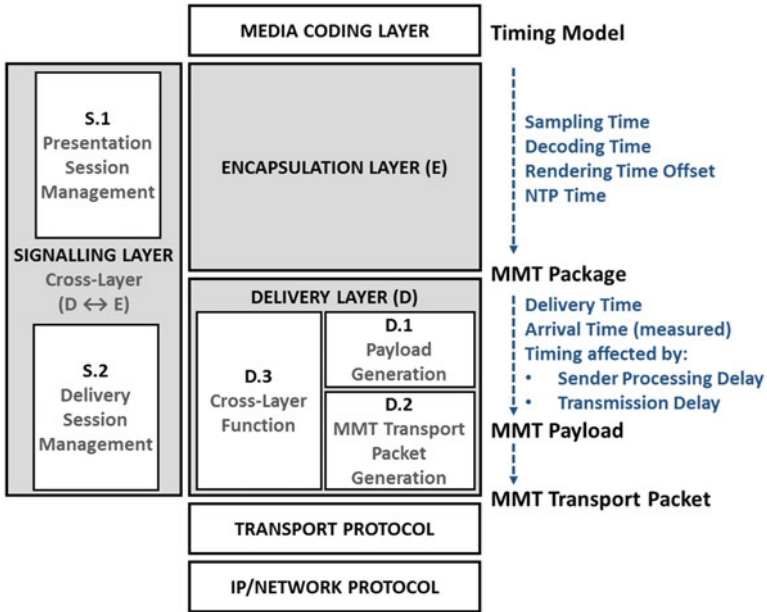 MEDIA CODING LAYER
Timing Model
S.1
Presentation
Session
Management
SIGNALLING LAYER
Cross-Layer
(D ↔ E)
S.2
Delivery
Session
Management
ENCAPSULATION LAYER (E)
Sampling Time
Decoding Time
Rendering Time Offset
NTP Time
MMT Package
DELIVERY LAYER (D)
D.3
Cross-Layer
Function
D.1
Payload
Generation
D.2
MMT Transport
Packet
Generation
Delivery Time
Arrival Time (measured)
Timing affected by:
• Sender Processing Delay
• Transmission Delay
MMT Payload
MMT Transport Packet
TRANSPORT PROTOCOL
IP/NETWORK PROTOCOL